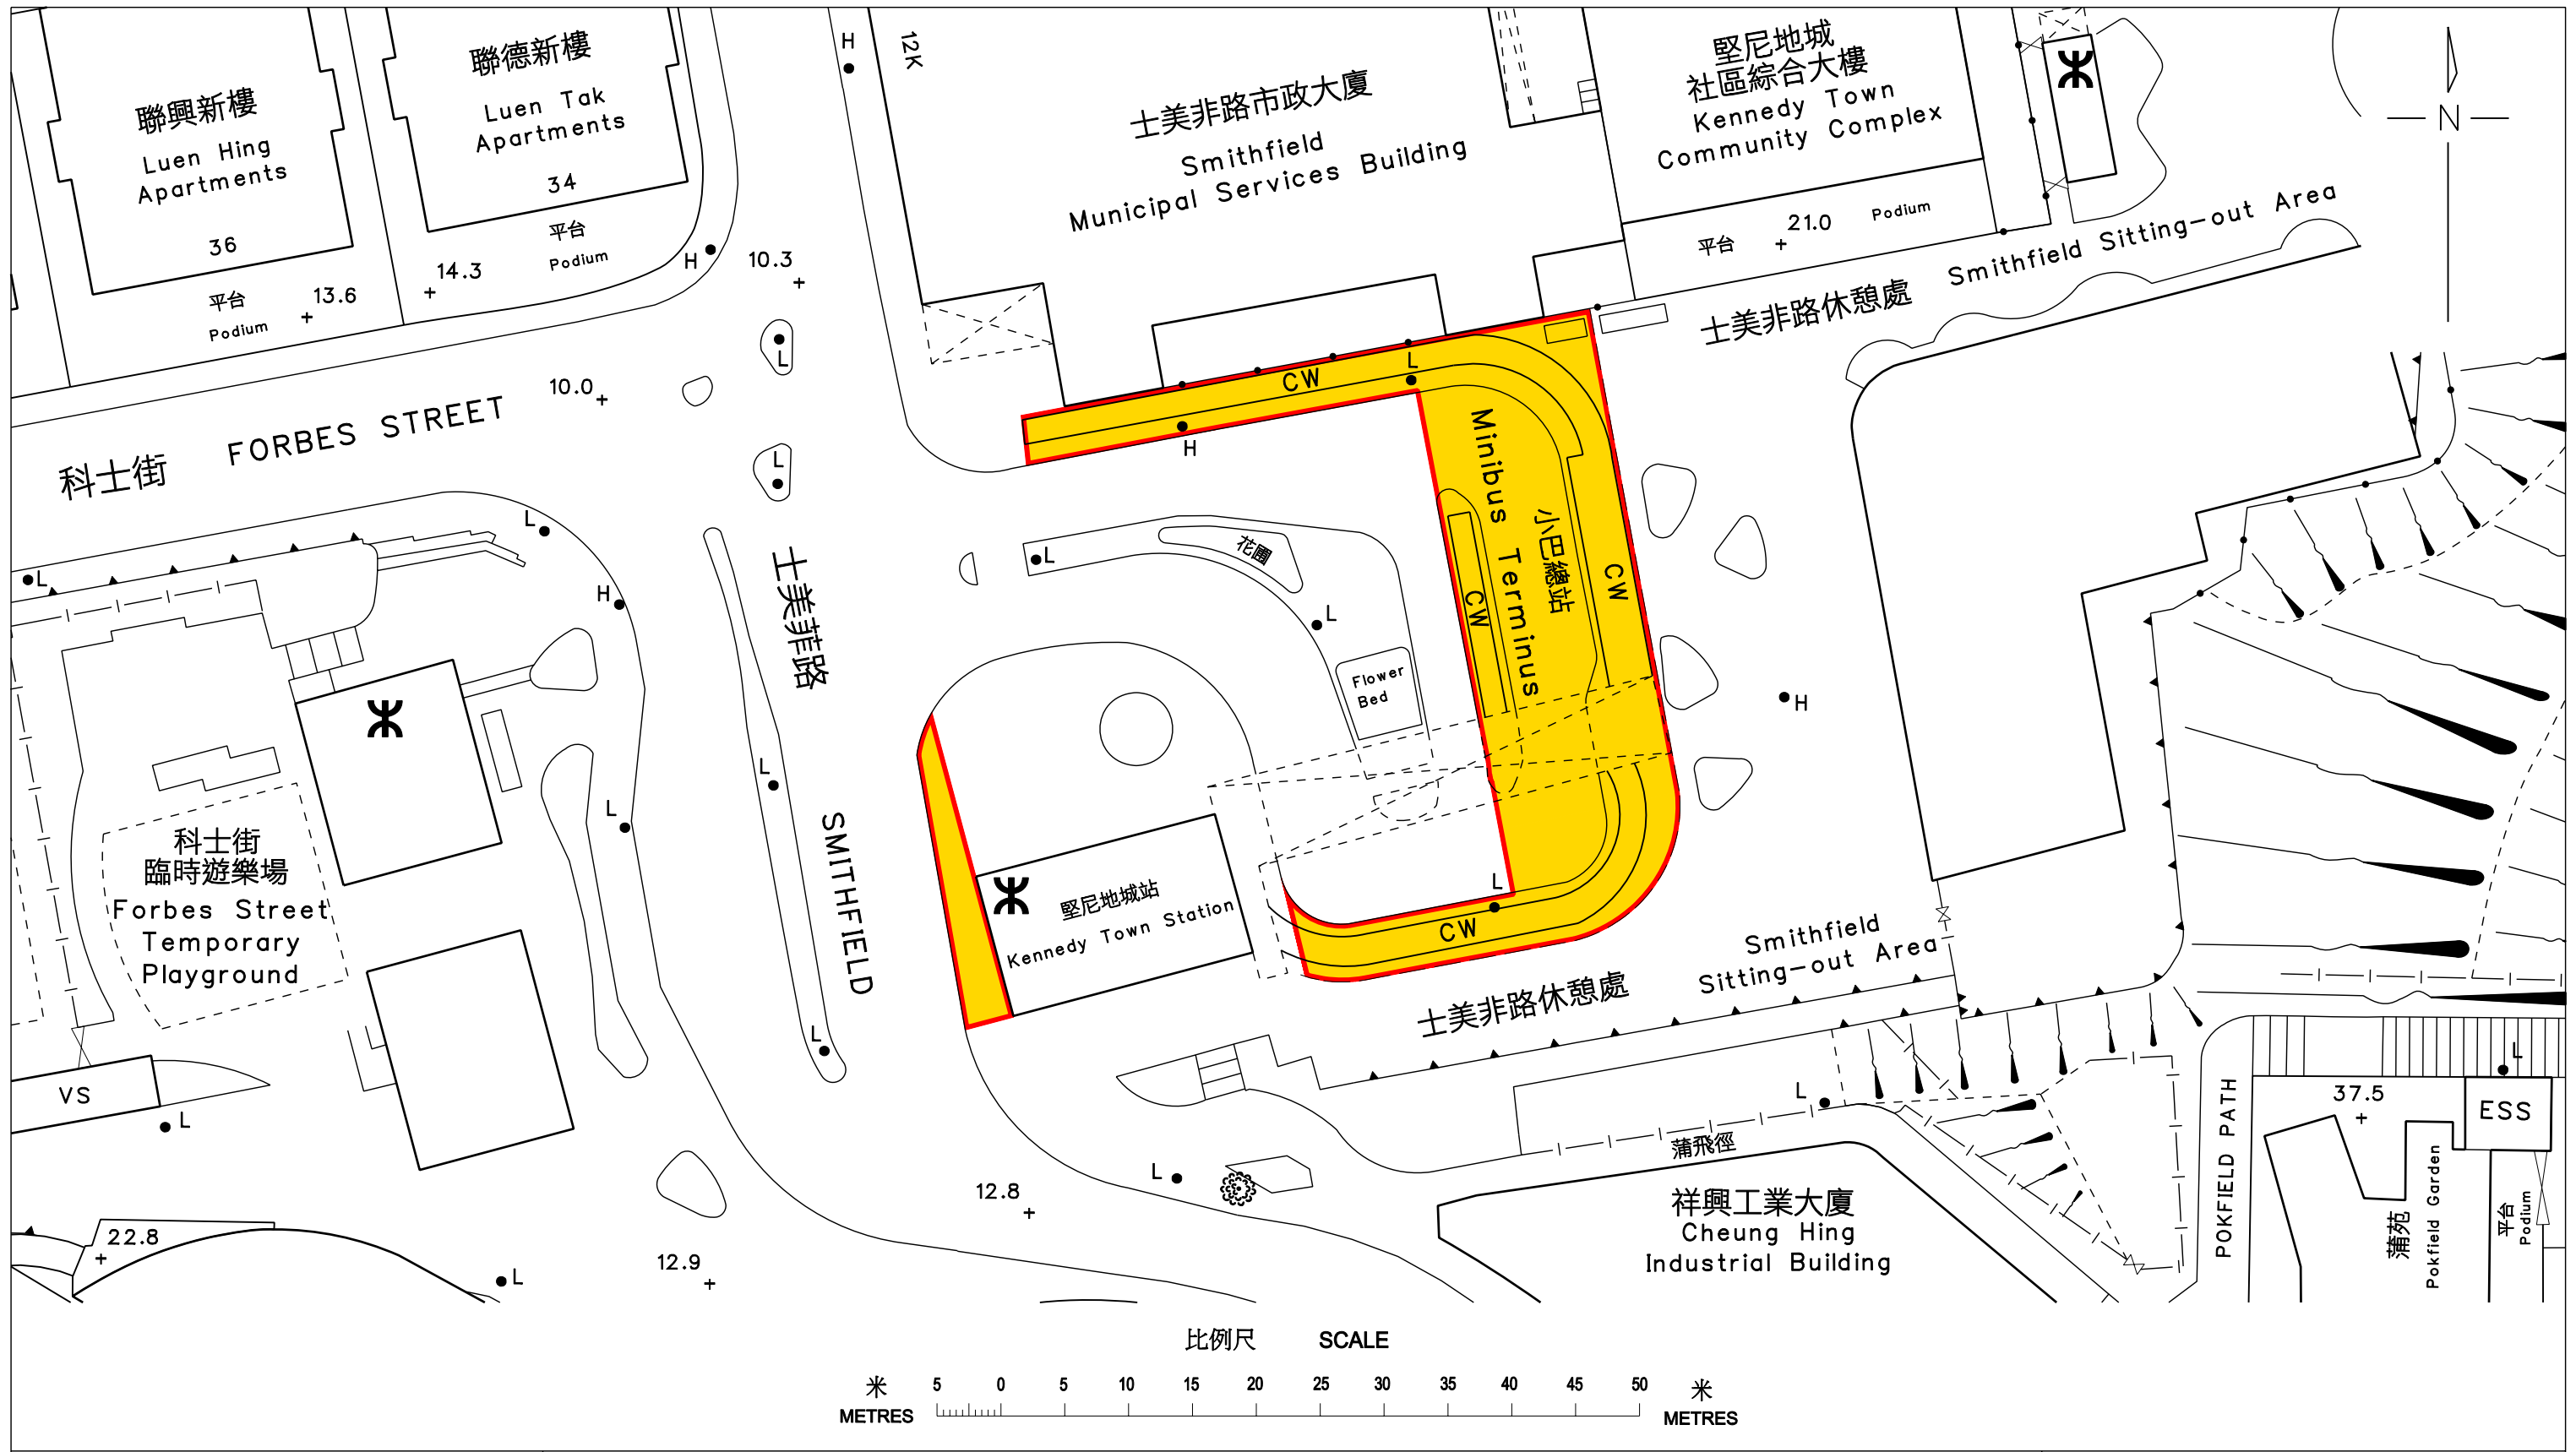 聯興新樓
Luen Hing
Apartments
36
平台
Podium
13.6
聯德新樓
Luen Tak
Apartments
34
平台
Podium
14.3
H
H
12K
10.3
士美非路市政大廈
Smithfield
Municipal Services Building
堅尼地城
社區綜合大樓
Kennedy Town
Community Complex
平台
21.0
Podium
N
士美非路休憩處
Smithfield Sitting-out Area
科士街
FORBES STREET
10.0
L
L
CW
L
H
Minibus Terminus
小巴總站
CW
CW
L
L
H
L
花圃
L
Flower
Bed
H
士美菲路
SMITHFIELD
L
L
L
科士街
臨時遊樂場
Forbes Street
Temporary
Playground
堅尼地城站
Kennedy Town Station
L
CW
士美非路休憩處
Smithfield
Sitting-out Area
VS
L
22.8
L
12.9
12.8
L
L
蒲飛徑
祥興工業大廈
Cheung Hing
Industrial Building
POKFIELD PATH
37.5
L
ESS
蒲苑
Pokfield Garden
平台
Podium
比例尺 SCALE
米 5 0 5 10 15 20 25 30 35 40 45 50 米
METRES METRES